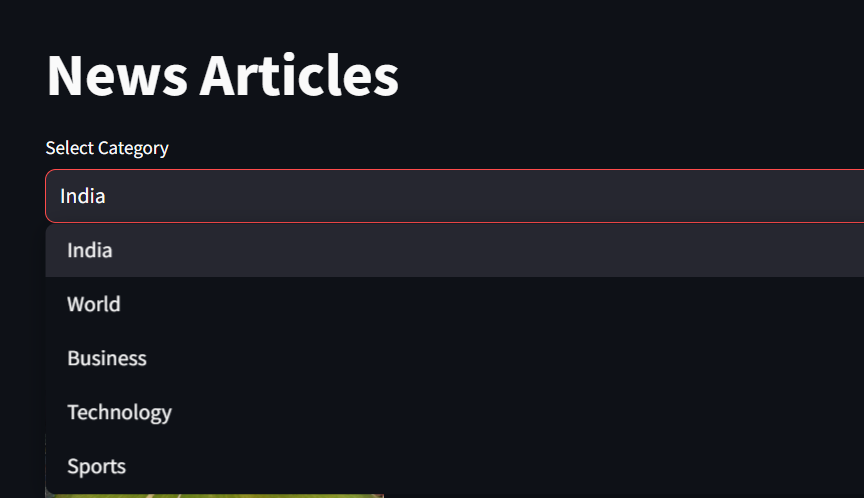 News Articles
Select Category
India
India
World
Business
Technology
Sports